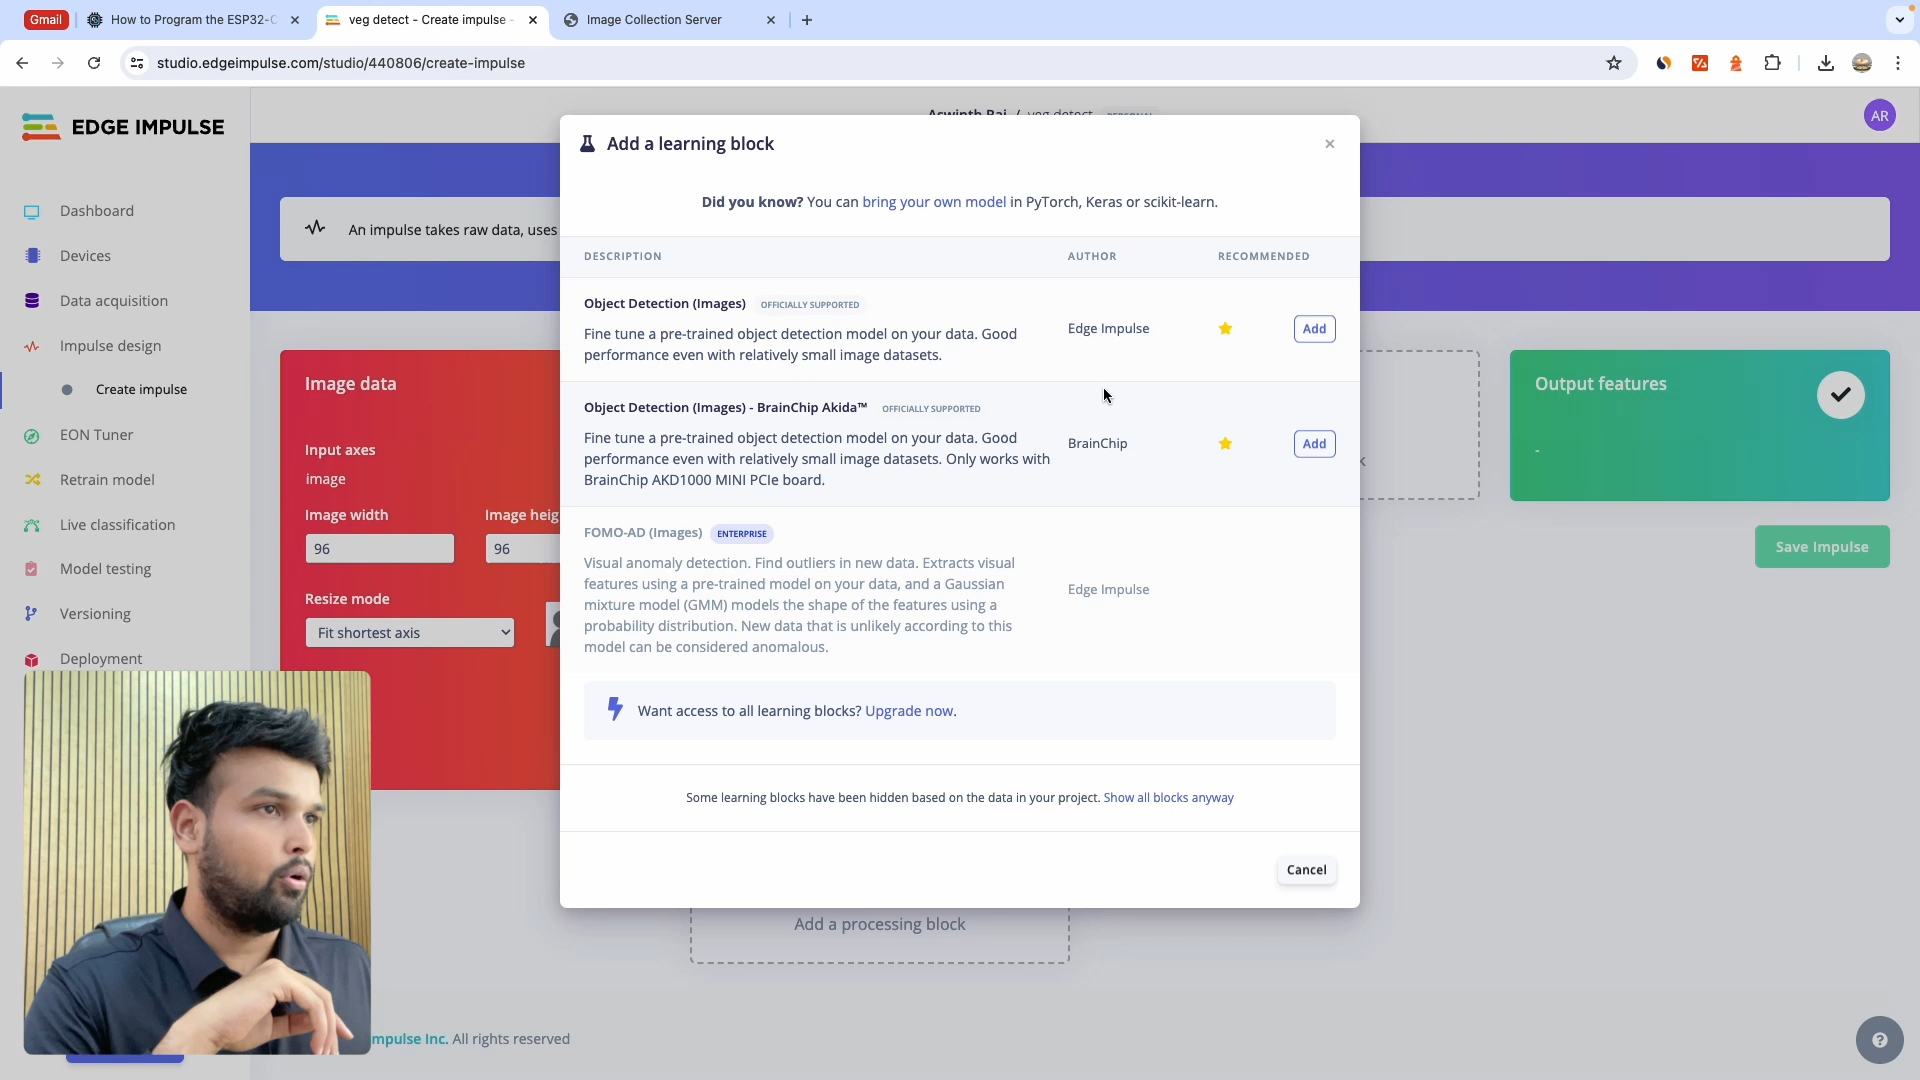 Gmail
How to Program the ESP32-C
veg detect - Create impulse -
Image Collection Server
studio.edgeimpulse.com/studio/440806/create-impulse
EDGE IMPULSE
Aswinth Raj / veg detect PERSONAL
AR
Dashboard
Devices
Data acquisition
Impulse design
Create impulse
EON Tuner
Retrain model
Live classification
Model testing
Versioning
Deployment
An impulse takes raw data, uses
Image data
Input axes
image
Image width
Image heig
96
96
Resize mode
Fit shortest axis
Add a learning block
Did you know? You can bring your own model in PyTorch, Keras or scikit-learn.
DESCRIPTION AUTHOR RECOMMENDED
Object Detection (Images) OFFICIALLY SUPPORTED
Fine tune a pre-trained object detection model on your data. Good
performance even with relatively small image datasets.
Edge Impulse
Add
Object Detection (Images) - BrainChip Akida™ OFFICIALLY SUPPORTED
Fine tune a pre-trained object detection model on your data. Good
performance even with relatively small image datasets. Only works with
BrainChip AKD1000 MINI PCIe board.
BrainChip
Add
FOMO-AD (Images) ENTERPRISE
Visual anomaly detection. Find outliers in new data. Extracts visual
features using a pre-trained model on your data, and a Gaussian
mixture model (GMM) models the shape of the features using a
probability distribution. New data that is unlikely according to this
model can be considered anomalous.
Edge Impulse
Want access to all learning blocks? Upgrade now.
Some learning blocks have been hidden based on the data in your project. Show all blocks anyway
Cancel
k
Output features
-
Save Impulse
Add a processing block
mpulse Inc. All rights reserved